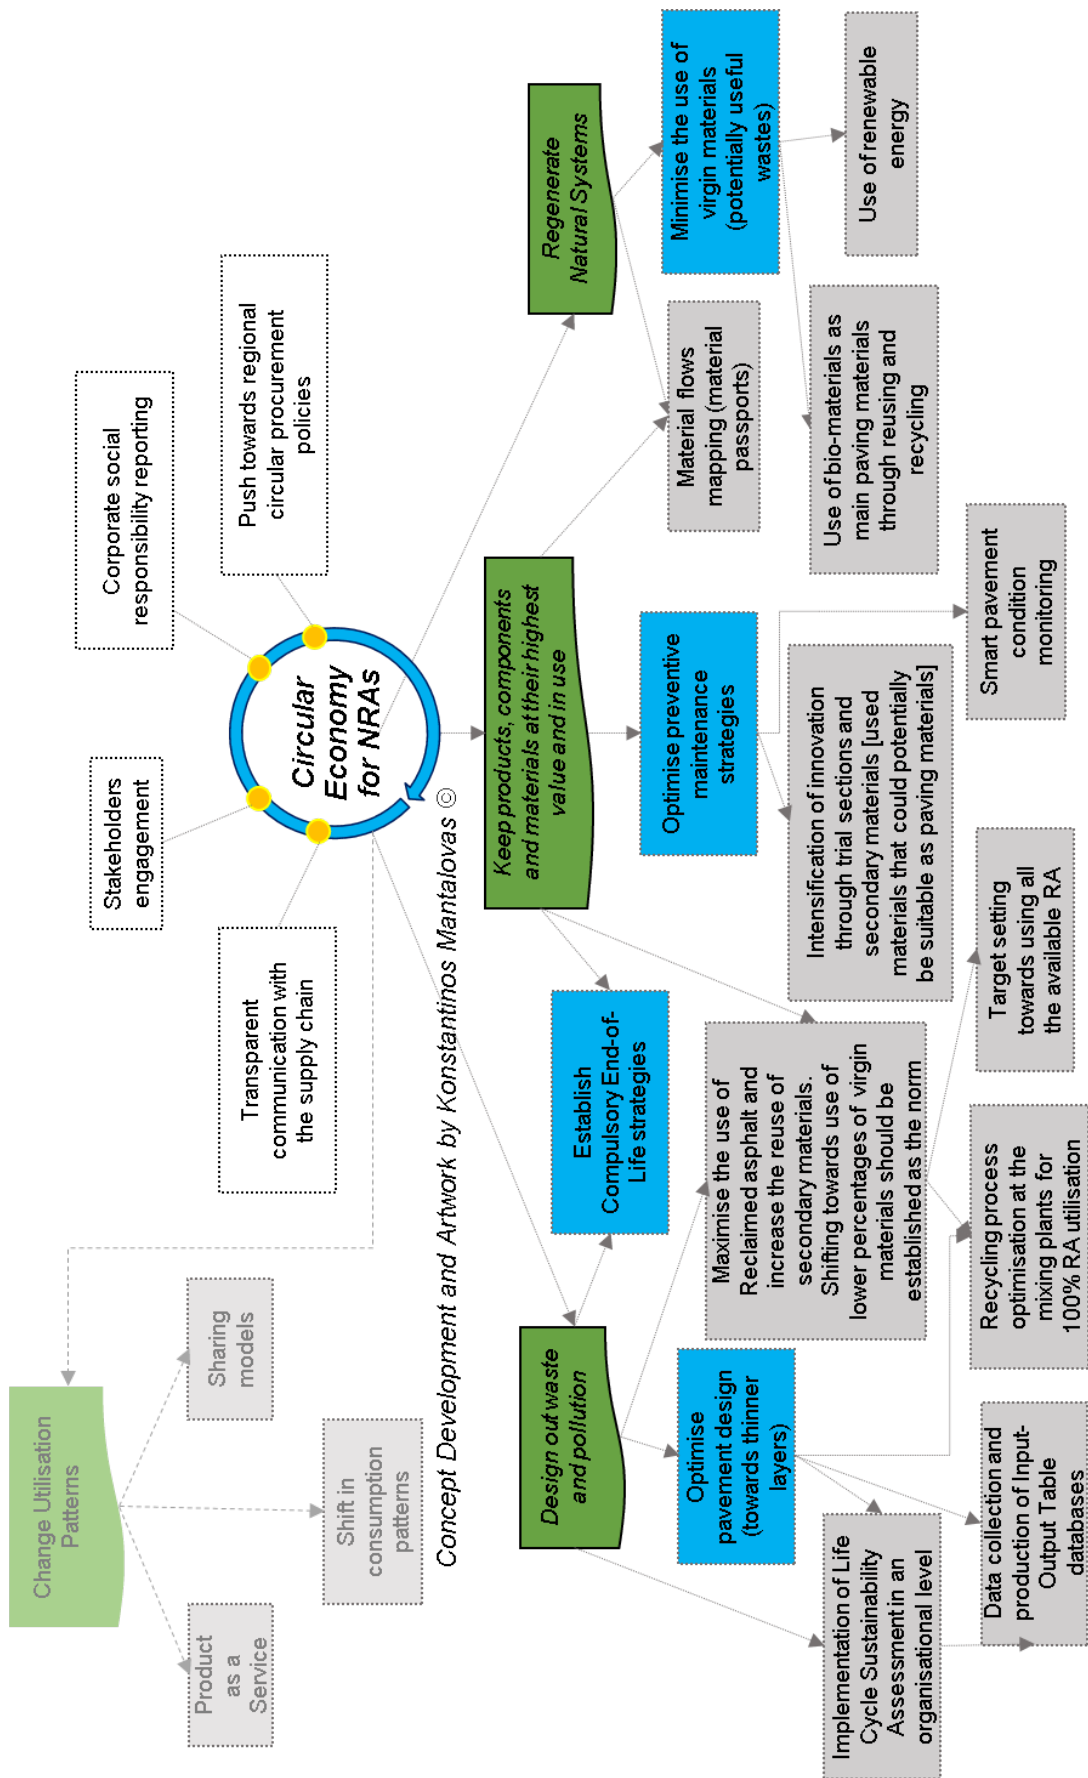 Change Utilisation
Patterns
Product
as a
Service
Shift in
consumption
patterns
Sharing
models
Transparent
communication with
the supply chain
Stakeholders
engagement
Corporate social
responsibility reporting
Push towards regional
circular procurement
policies
Circular
Economy
for NRAs
Concept Development and Artwork by Konstantinos Mantalovas ©
Design out waste
and pollution
Keep products, components
and materials at their highest
value and in use
Regenerate
Natural Systems
Establish
Compulsory End-of-
Life strategies
Optimise
pavement design
(towards thinner
layers)
Maximise the use of
Reclaimed asphalt and
increase the reuse of
secondary materials.
Shifting towards use of
lower percentages of virgin
materials should be
established as the norm
Optimise preventive
maintenance
strategies
Material flows
mapping (material
passports)
Minimise the use of
virgin materials
(potentially useful
wastes)
Implementation of Life
Cycle Sustainability
Assessment in an
organisational level
Intensification of innovation
through trial sections and
secondary materials [used
materials that could potentially
be suitable as paving materials]
Use of bio-materials as
main paving materials
through reusing and
recycling
Use of renewable
energy
Data collection and
production of Input-
Output Table
databases
Recycling process
optimisation at the
mixing plants for
100% RA utilisation
Target setting
towards using all
the available RA
Smart pavement
condition
monitoring